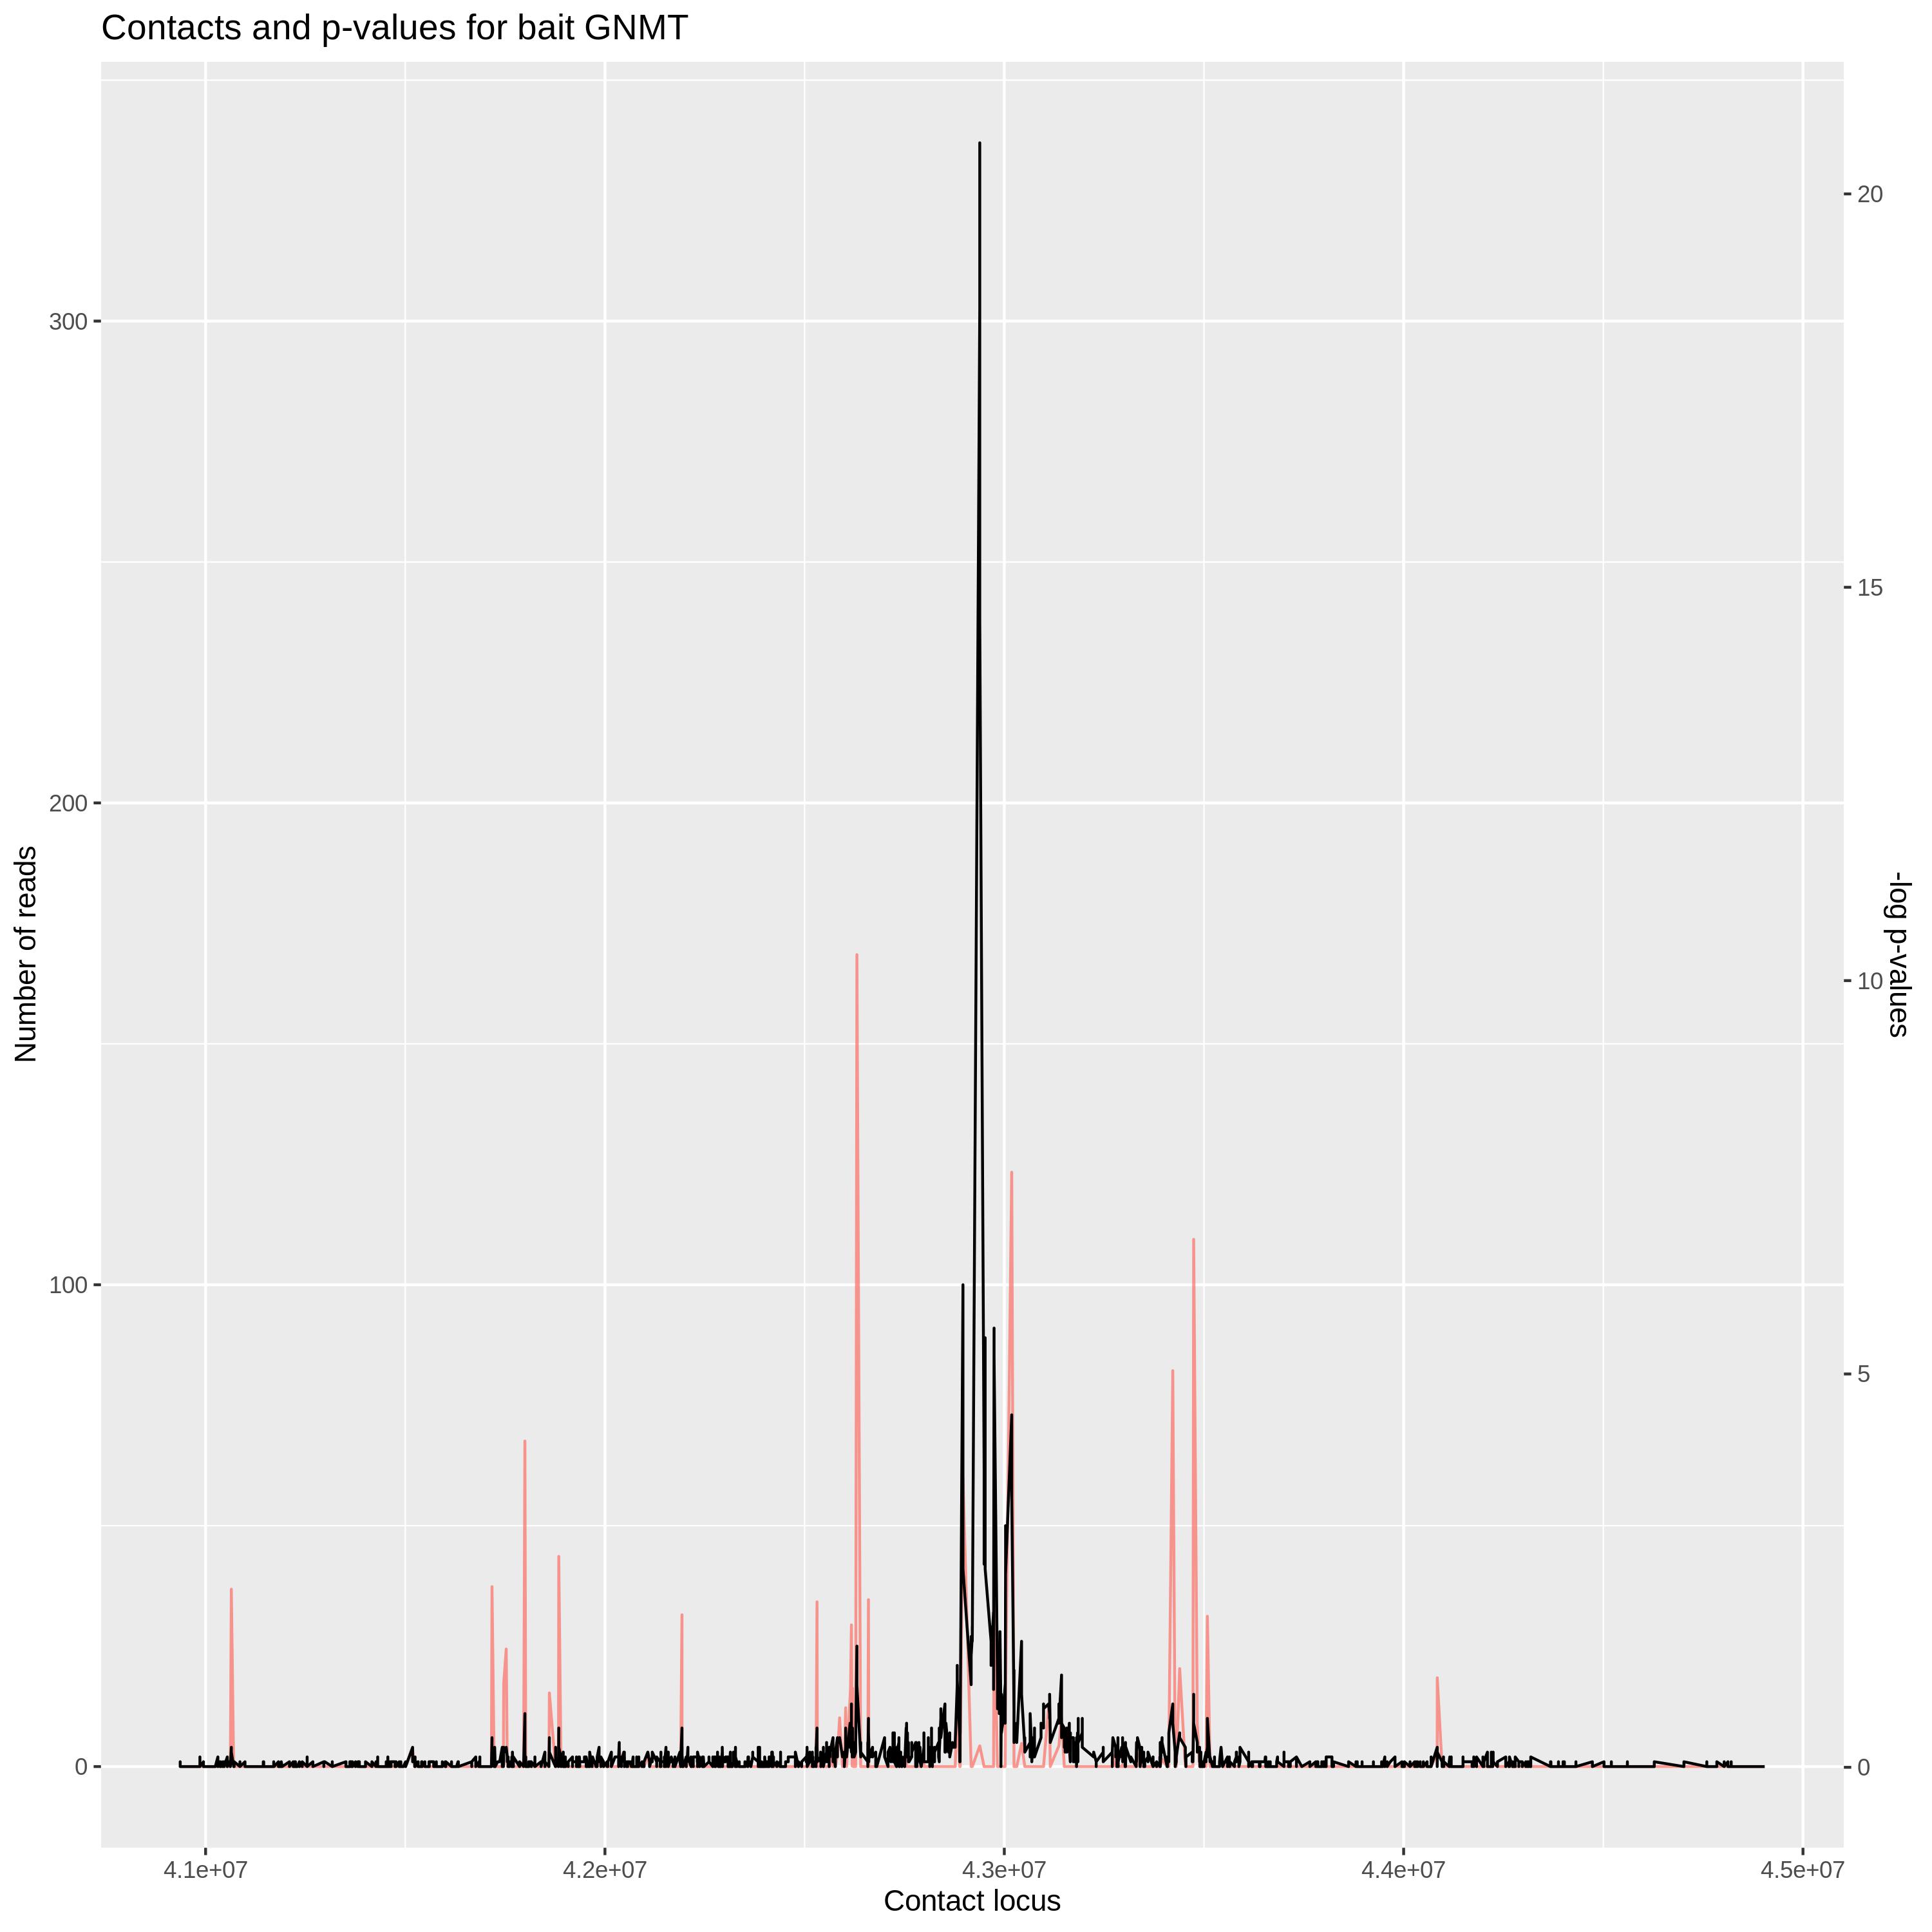 Contacts and p-values for bait GNMT
Number of reads
300
200
100
0
20
15
10
5
0
-log p-values
4.1e+07
4.2e+07
4.3e+07
4.4e+07
4.5e+07
Contact locus